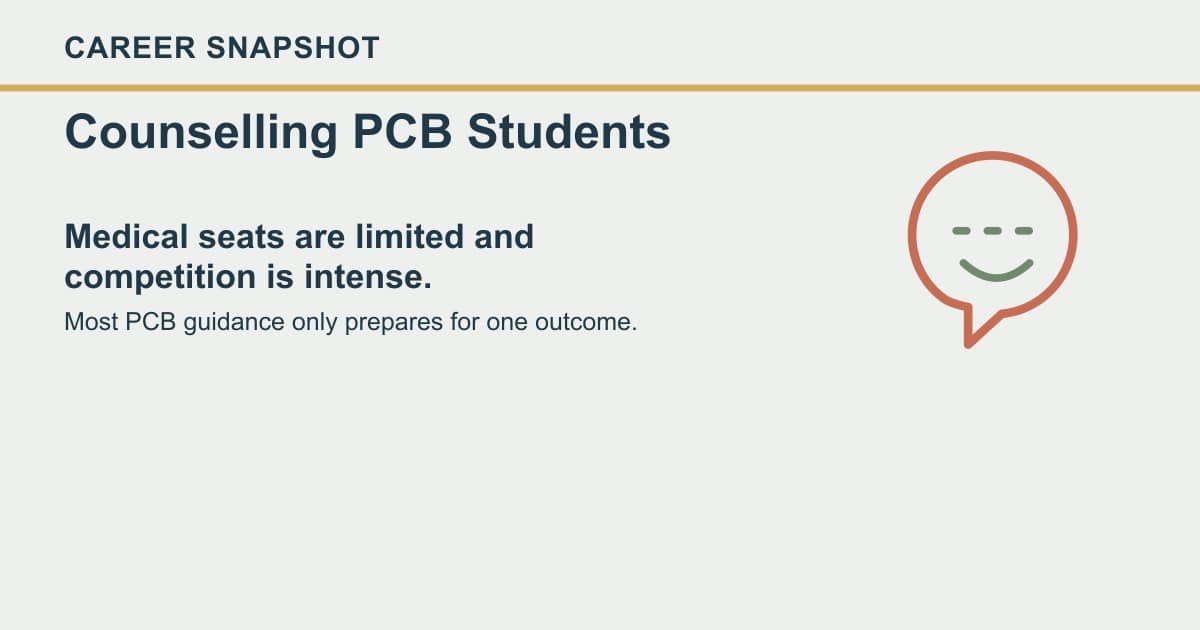 CAREER SNAPSHOT
Counselling PCB Students
Medical seats are limited and
competition is intense.
Most PCB guidance only prepares for one outcome.